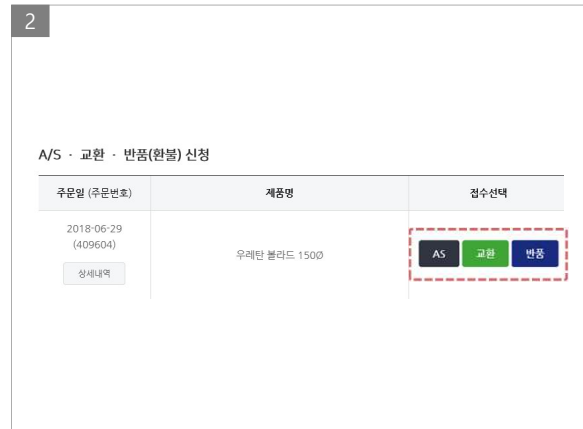 2
A/S · 교환 · 반품(환불) 신청
주문일 (주문번호) 제품명 접수선택
2018-06-29
(409604)
상세내역
우레탄 볼라드 150Ø
AS 교환 반품